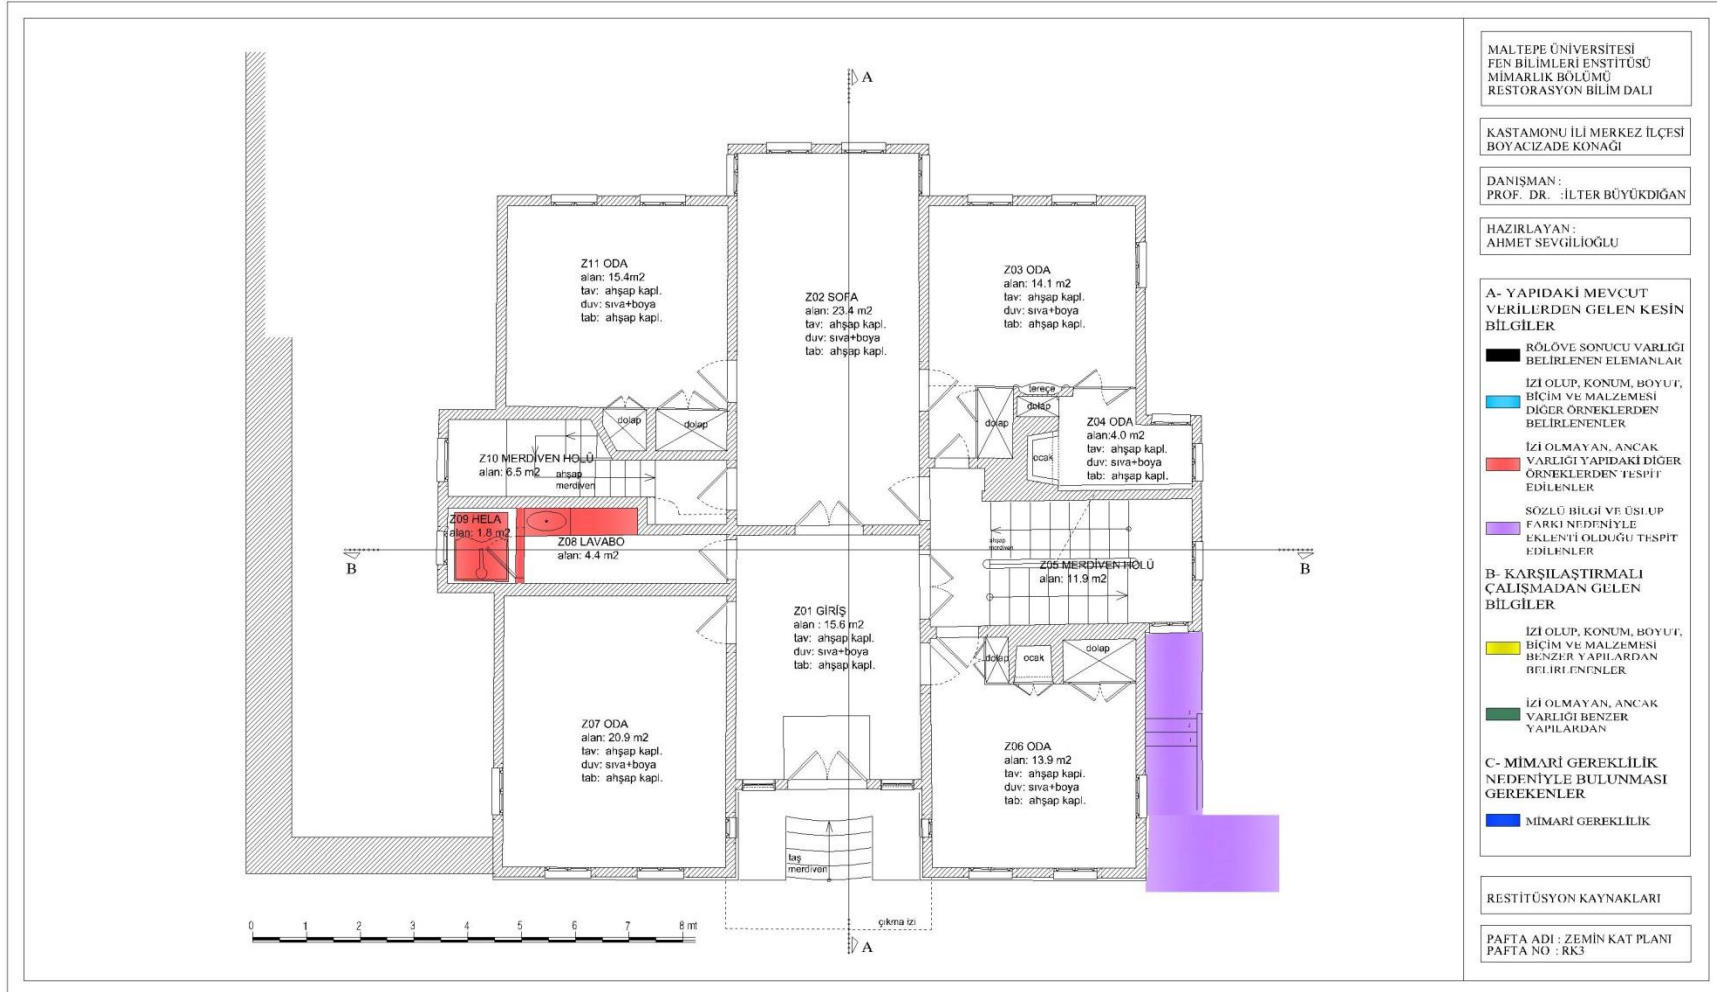 A
MALTEPE ÜNİVERSİTESİ
FEN BİLİMLERİ ENSTİTÜSÜ
MİMARLIK BÖLÜMÜ
RESTORASYON BİLİM DALI
KASTAMONU İLİ MERKEZ İLÇESİ
BOYACIZADE KONAĞI
DANIŞMAN :
PROF. DR. :İLTER BÜYÜKDIĞAN
HAZIRLAYAN :
AHMET SEVGİLİOĞLU
A- YAPIDAKİ MEVCUT
VERİLERDEN GELEN KESİN
BİLGİLER
RÖLÖVE SONUCU VARLIĞI
BELİRLENEN ELEMANLAR
İZİ OLUP, KONUM, BOYUT,
BİÇİM VE MALZEMESİ
DİĞER ÖRNEKLERDEN
BELİRLENENLER
İZİ OLMAYAN, ANCAK
VARLIĞI YAPIDAKİ DİĞER
ÖRNEKLERDEN TESPİT
EDİLENLER
SÖZLÜ BİLGİ VE ÜSLUP
FARKI NEDENİYLE
EKLENTİ OLDUĞU TESPİT
EDİLENLER
B- KARŞILAŞTIRMALI
ÇALIŞMADAN GELEN
BİLGİLER
İZİ OLUP, KONUM, BOYUT,
BİÇİM VE MALZEMESİ
BENZER YAPILARDAN
BELİRLENENLER
İZİ OLMAYAN, ANCAK
VARLIĞI BENZER
YAPILARDAN
C- MİMARİ GEREKLİLİK
NEDENİYLE BULUNMASI
GEREKENLER
MİMARİ GEREKLİLİK
RESTİTÜSYON KAYNAKLARI
PAFTA ADI : ZEMİN KAT PLANI
PAFTA NO : RK3
Z11 ODA
alan: 15.4m2
tav: ahşap kapl.
duv: sıva+boya
tab: ahşap kapl.
Z02 SOFA
alan: 23.4 m2
tav: ahşap kapl.
duv: sıva+boya
tab: ahşap kapl.
Z03 ODA
alan: 14.1 m2
tav: ahşap kapl.
duv: sıva+boya
tab: ahşap kapl.
tereçe
dolap
dolap
dolap
dolap
ocak
Z04 ODA
alan:4.0 m2
tav: ahşap kapl.
duv: sıva+boya
tab: ahşap kapl.
Z10 MERDİVEN HOLÜ
alan: 6.5 m2
ahşap
merdiven
Z09 HELA
alan: 1.8 m2
Z08 LAVABO
alan: 4.4 m2
ahşap
merdiven
Z05 MERDİVEN HOLÜ
alan: 11.9 m2
B
B
Z01 GİRİŞ
alan : 15.6 m2
tav: ahşap kapl.
duv: sıva+boya
tab: ahşap kapl.
dolap
ocak
dolap
Z07 ODA
alan: 20.9 m2
tav: ahşap kapl.
duv: sıva+boya
tab: ahşap kapl.
Z06 ODA
alan: 13.9 m2
tav: ahşap kapl.
duv: sıva+boya
tab: ahşap kapl.
taş
merdiven
çıkma izi
0 1 2 3 4 5 6 7 8 mt
A